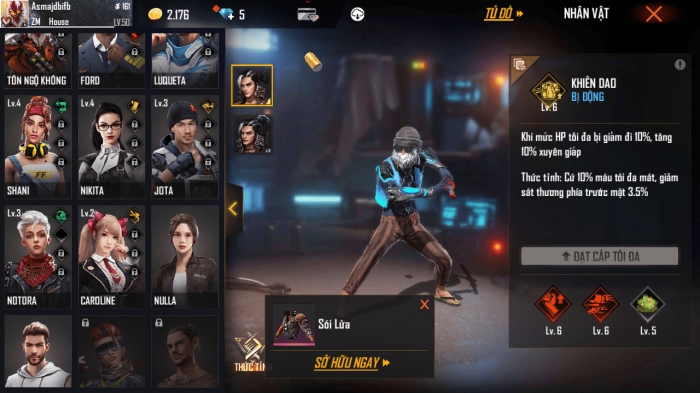 Asmajdbifb
# 161
ZM House
LV.50
2.176
5
TỦ ĐỒ
NHÂN VẬT
TÔN NGỘ KHÔNG
FORD
LUQUETA
Lv.4
Lv.4
Lv.3
SHANI
NIKITA
JOTA
Lv.3
Lv.2
NOTORA
CAROLINE
NULLA
Lv. 6
KHIÊN DAO
BỊ ĐỘNG
Khi mức HP tối đa bị giảm đi 10%, tăng
10% xuyên giáp
Thức tỉnh: Cứ 10% máu tối đa mất, giảm
sát thương phía trước mặt 3.5%
ĐẠT CẤP TỐI ĐA
Lv. 6
Lv. 6
Lv. 5
Sói Lửa
SỞ HỮU NGAY
THỨC TỈNH